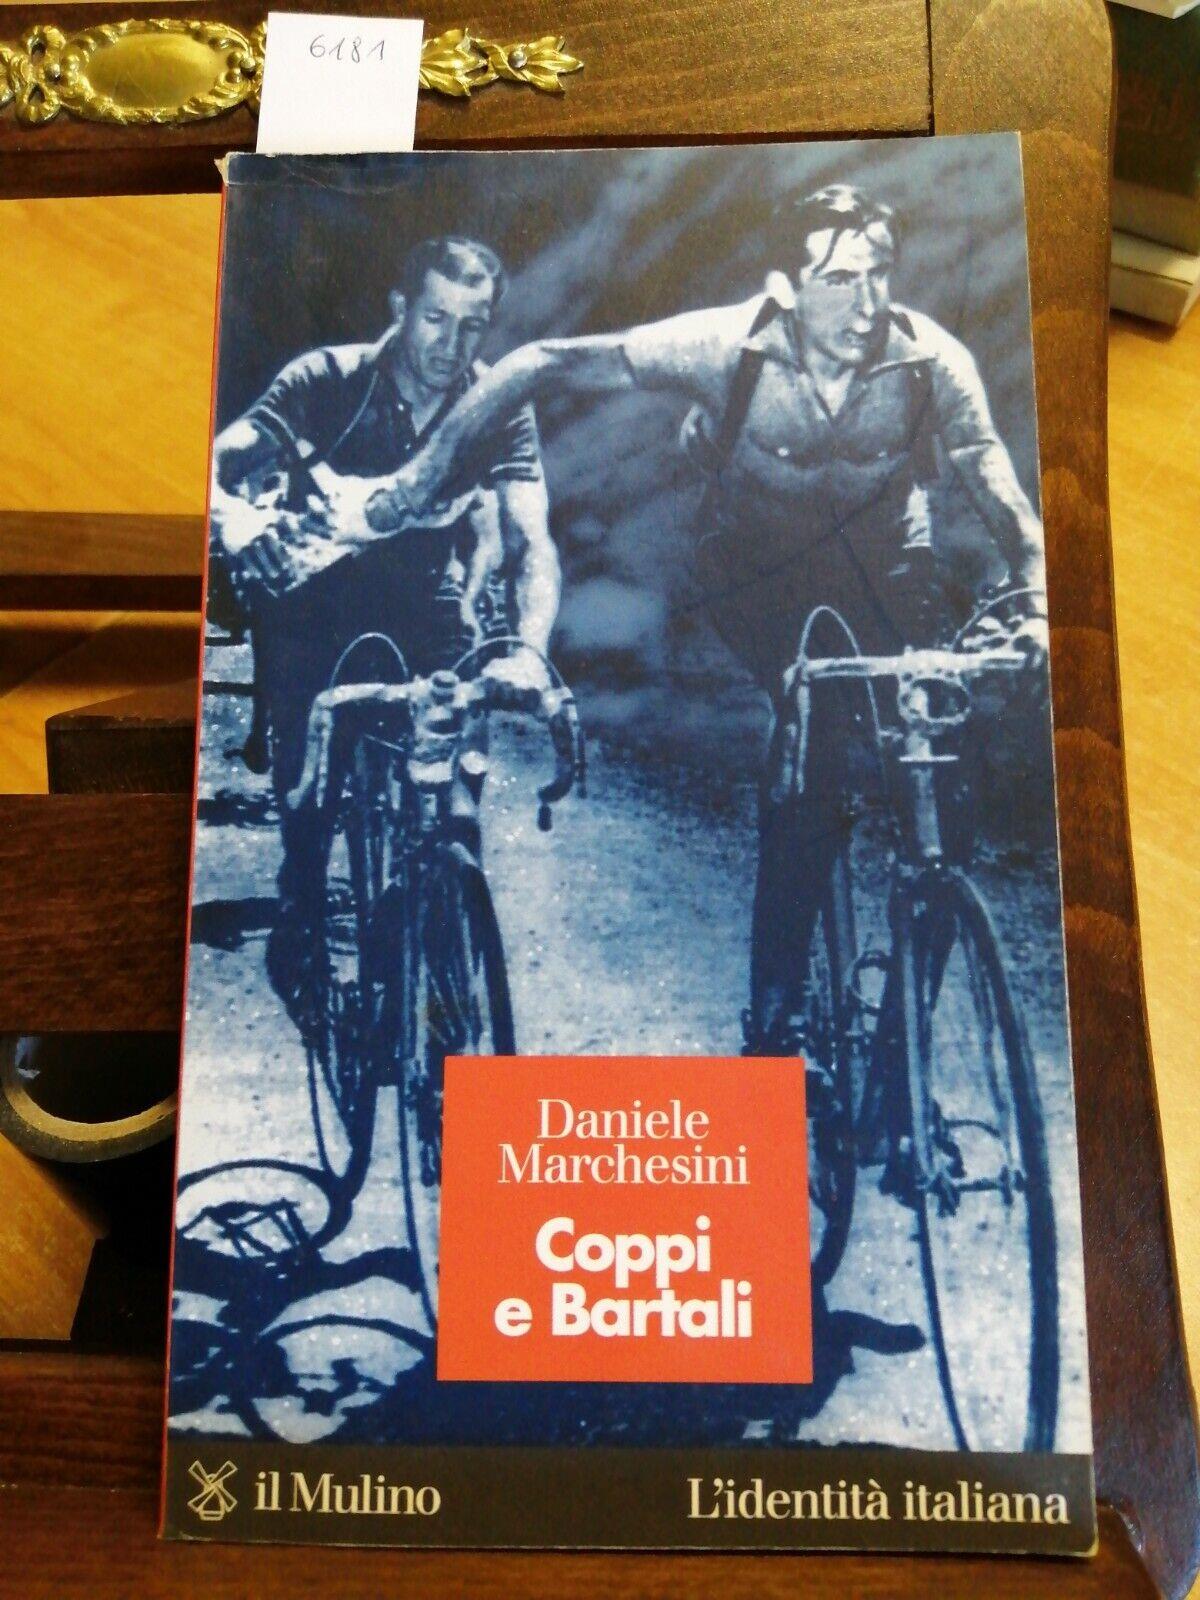 6181
Daniele
Marchesini
Coppi
e Bartali
il Mulino
L'identità italiana